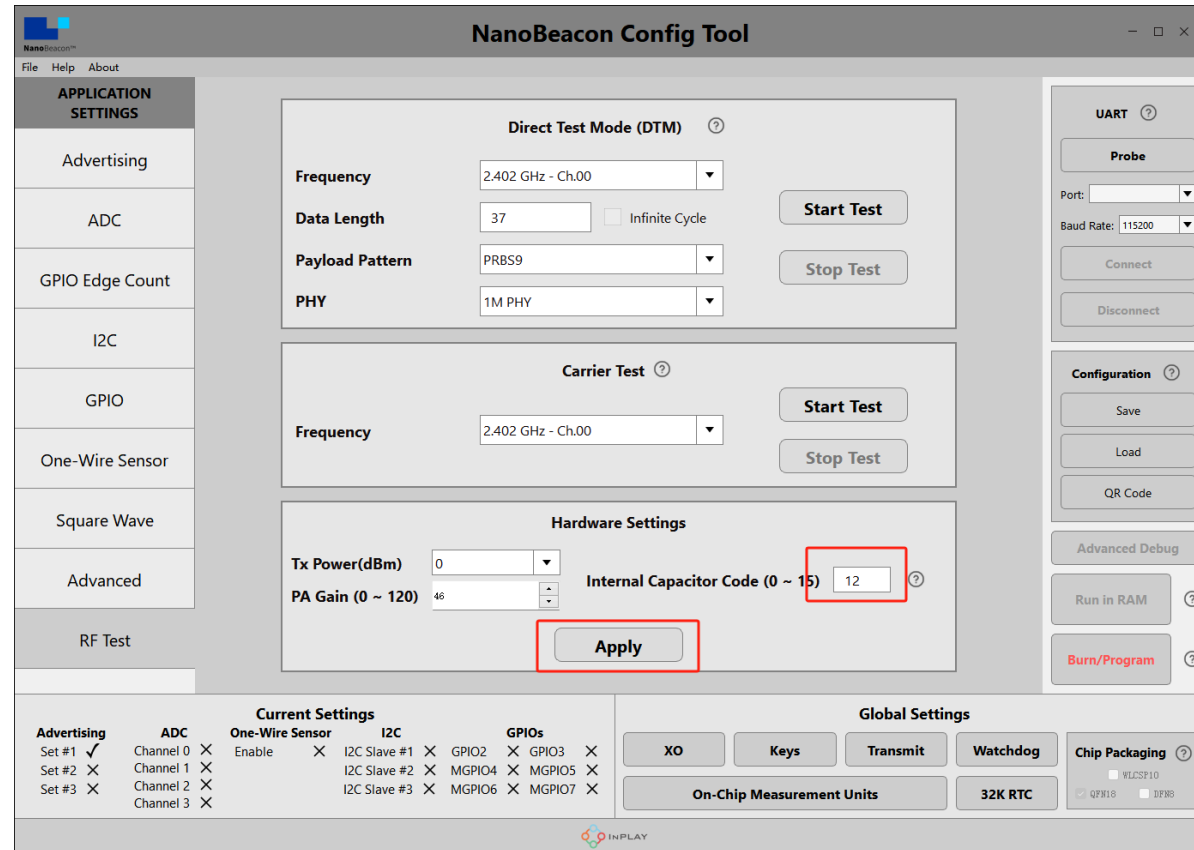 NanoBeacon™
NanoBeacon Config Tool
File Help About
APPLICATION
SETTINGS
Advertising
ADC
GPIO Edge Count
I2C
GPIO
One-Wire Sensor
Square Wave
Advanced
RF Test
Direct Test Mode (DTM) ?
Frequency 2.402 GHz - Ch.00
Data Length 37 Infinite Cycle
Payload Pattern PRBS9
PHY 1M PHY
Start Test
Stop Test
Carrier Test ?
Frequency 2.402 GHz - Ch.00
Start Test
Stop Test
Hardware Settings
Tx Power(dBm) 0
PA Gain (0 ~ 120) 46
Internal Capacitor Code (0 ~ 15) 12 ?
Apply
UART ?
Probe
Port:
Baud Rate: 115200
Connect
Disconnect
Configuration ?
Save
Load
QR Code
Advanced Debug
Run in RAM ?
Burn/Program ?
Current Settings
Advertising ADC One-Wire Sensor I2C GPIOs
Set #1 ✓ Channel 0 ✕ Enable ✕ I2C Slave #1 ✕ GPIO2 ✕ GPIO3 ✕
Set #2 ✕ Channel 1 ✕ I2C Slave #2 ✕ MGPIO4 ✕ MGPIO5 ✕
Set #3 ✕ Channel 2 ✕ I2C Slave #3 ✕ MGPIO6 ✕ MGPIO7 ✕
Channel 3 ✕
Global Settings
XO Keys Transmit Watchdog
On-Chip Measurement Units 32K RTC
Chip Packaging ?
WLCSP10
QFN18 DFN8
INPLAY